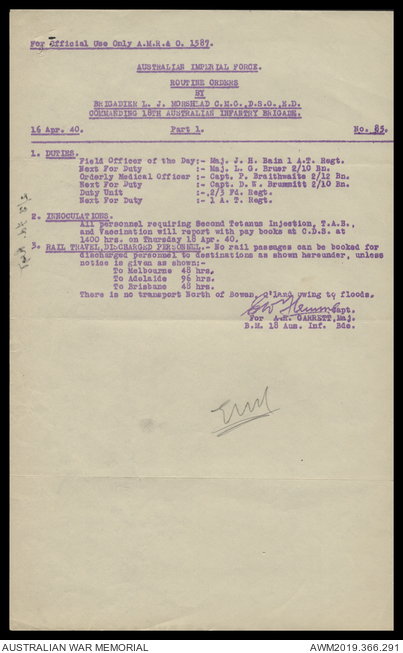 For Official Use Only A.M.R.& O. 1587.
AUSTRALIAN IMPERIAL FORCE.
ROUTINE ORDERS
BY
BRIGADIER L. J. MORSHEAD C.M.G., D.S.O., E.D.
COMMANDING 18TH AUSTRALIAN INFANTRY BRIGADE.
16 Apr. 40. Part 1. No. 85.
1. DUTIES.
Field Officer of the Day:- Maj. J. H. Bain 1 A.T. Regt.
Next For Duty :- Maj. L. G. Bruer 2/10 Bn.
Orderly Medical Officer :- Capt. P. Braithwaite 2/12 Bn.
Next For Duty :- Capt. D. W. Brummitt 2/10 Bn.
Duty Unit :- 2/3 Fd. Regt.
Next For Duty :- 1 A. T. Regt.
2. INNOCULATIONS.
All personnel requiring Second Tetanus Injection, T.A.B.,
and Vaccination will report with pay books at C.D.S. at
1400 hrs. on Thursday 18 Apr. 40.
3. RAIL TRAVEL, DISCHARGED PERSONNEL.- No rail passages can be booked for
discharged personnel to destinations as shown hereunder, unless
notice is given as shown:-
To Melbourne 48 hrs.
To Adelaide 96 hrs.
To Brisbane 48 hrs.
There is no transport North of Bowan, Q'land owing to floods.
Capt.
For A.H. GARRETT, Maj.
B.M. 18 Aus. Inf. Bde.
AUSTRALIAN WAR MEMORIAL AWM2019.366.291